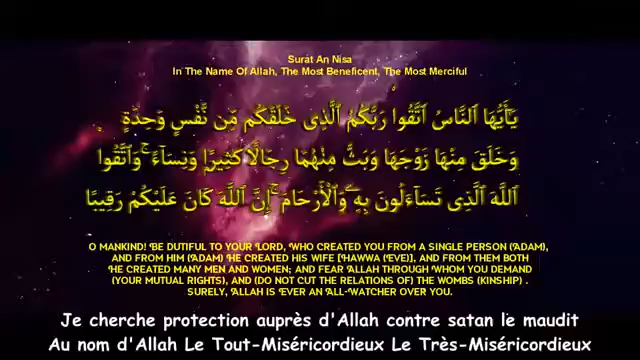 Surat An Nisa
In The Name Of Allah, The Most Beneficent, The Most Merciful
يَـٰٓأَيُّهَا ٱلنَّاسُ ٱتَّقُوا۟ رَبَّكُمُ ٱلَّذِى خَلَقَكُم مِّن نَّفْسٍ وَٰحِدَةٍ
وَخَلَقَ مِنْهَا زَوْجَهَا وَبَثَّ مِنْهُمَا رِجَالًا كَثِيرًا وَنِسَآءً ۚ وَٱتَّقُوا۟
ٱللَّهَ ٱلَّذِى تَسَآءَلُونَ بِهِۦ وَٱلْأَرْحَامَ ۚ إِنَّ ٱللَّهَ كَانَ عَلَيْكُمْ رَقِيبًا
O MANKIND! BE DUTIFUL TO YOUR LORD, WHO CREATED YOU FROM A SINGLE PERSON (ADAM),
AND FROM HIM (ADAM) HE CREATED HIS WIFE [HAWWA (EVE)], AND FROM THEM BOTH
HE CREATED MANY MEN AND WOMEN; AND FEAR ALLAH THROUGH WHOM YOU DEMAND
(YOUR MUTUAL RIGHTS), AND (DO NOT CUT THE RELATIONS OF) THE WOMBS (KINSHIP) .
SURELY, ALLAH IS EVER AN ALL-WATCHER OVER YOU.
Je cherche protection auprès d'Allah contre satan le maudit
Au nom d'Allah Le Tout-Miséricordieux Le Très-Miséricordieux